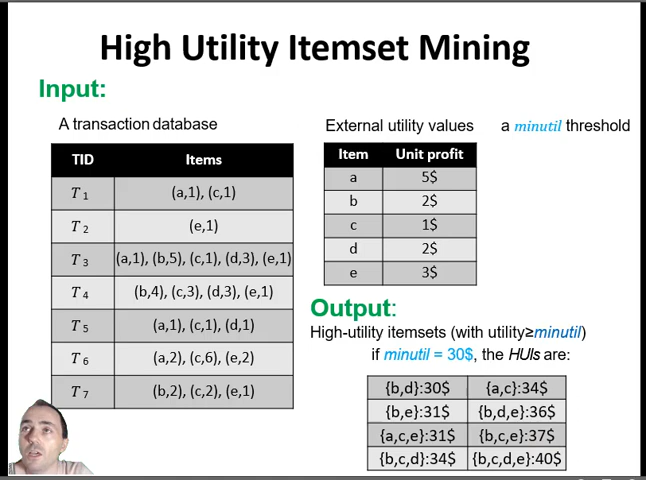 High Utility Itemset Mining
Input:
A transaction database
External utility values
a minutil threshold
TID Items
T1 (a,1), (c,1)
T2 (e,1)
T3 (a,1), (b,5), (c,1), (d,3), (e,1)
T4 (b,4), (c,3), (d,3), (e,1)
T5 (a,1), (c,1), (d,1)
T6 (a,2), (c,6), (e,2)
T7 (b,2), (c,2), (e,1)
Item Unit profit
a 5$
b 2$
c 1$
d 2$
e 3$
Output:
High-utility itemsets (with utility≥minutil)
if minutil = 30$, the HUIs are:
{b,d}:30$ {a,c}:34$
{b,e}:31$ {b,d,e}:36$
{a,c,e}:31$ {b,c,e}:37$
{b,c,d}:34$ {b,c,d,e}:40$